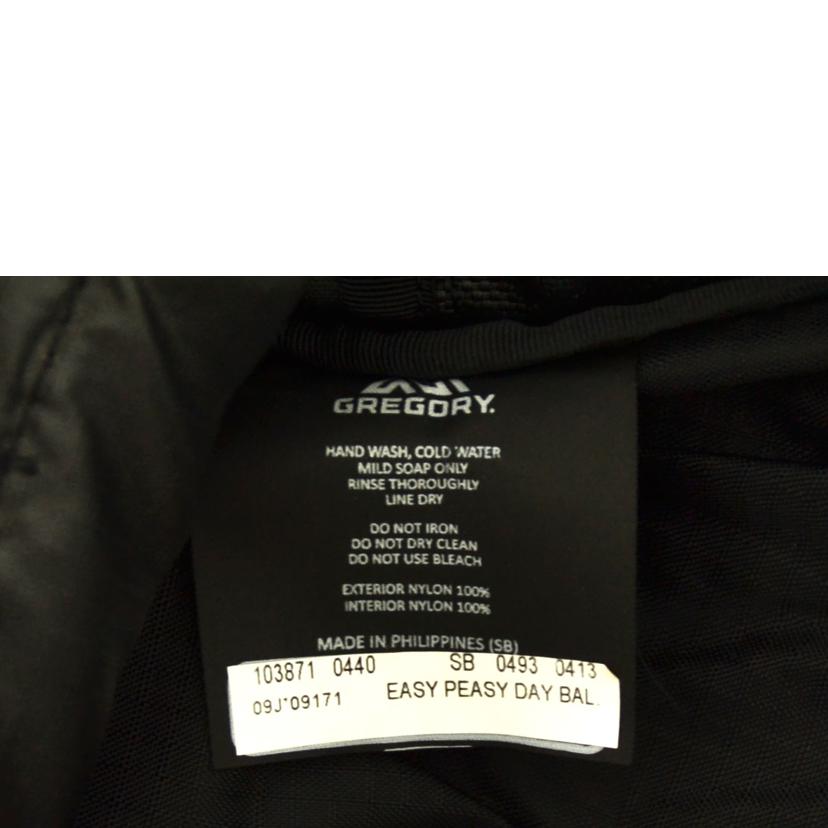 GREGORY.
HAND WASH, COLD WATER
MILD SOAP ONLY
RINSE THOROUGHLY
LINE DRY
DO NOT IRON
DO NOT DRY CLEAN
DO NOT USE BLEACH
EXTERIOR NYLON 100%
INTERIOR NYLON 100%
MADE IN PHILIPPINES (SB)
103871 0440 SB 0493 0413
09J*09171 EASY PEASY DAY BAL.